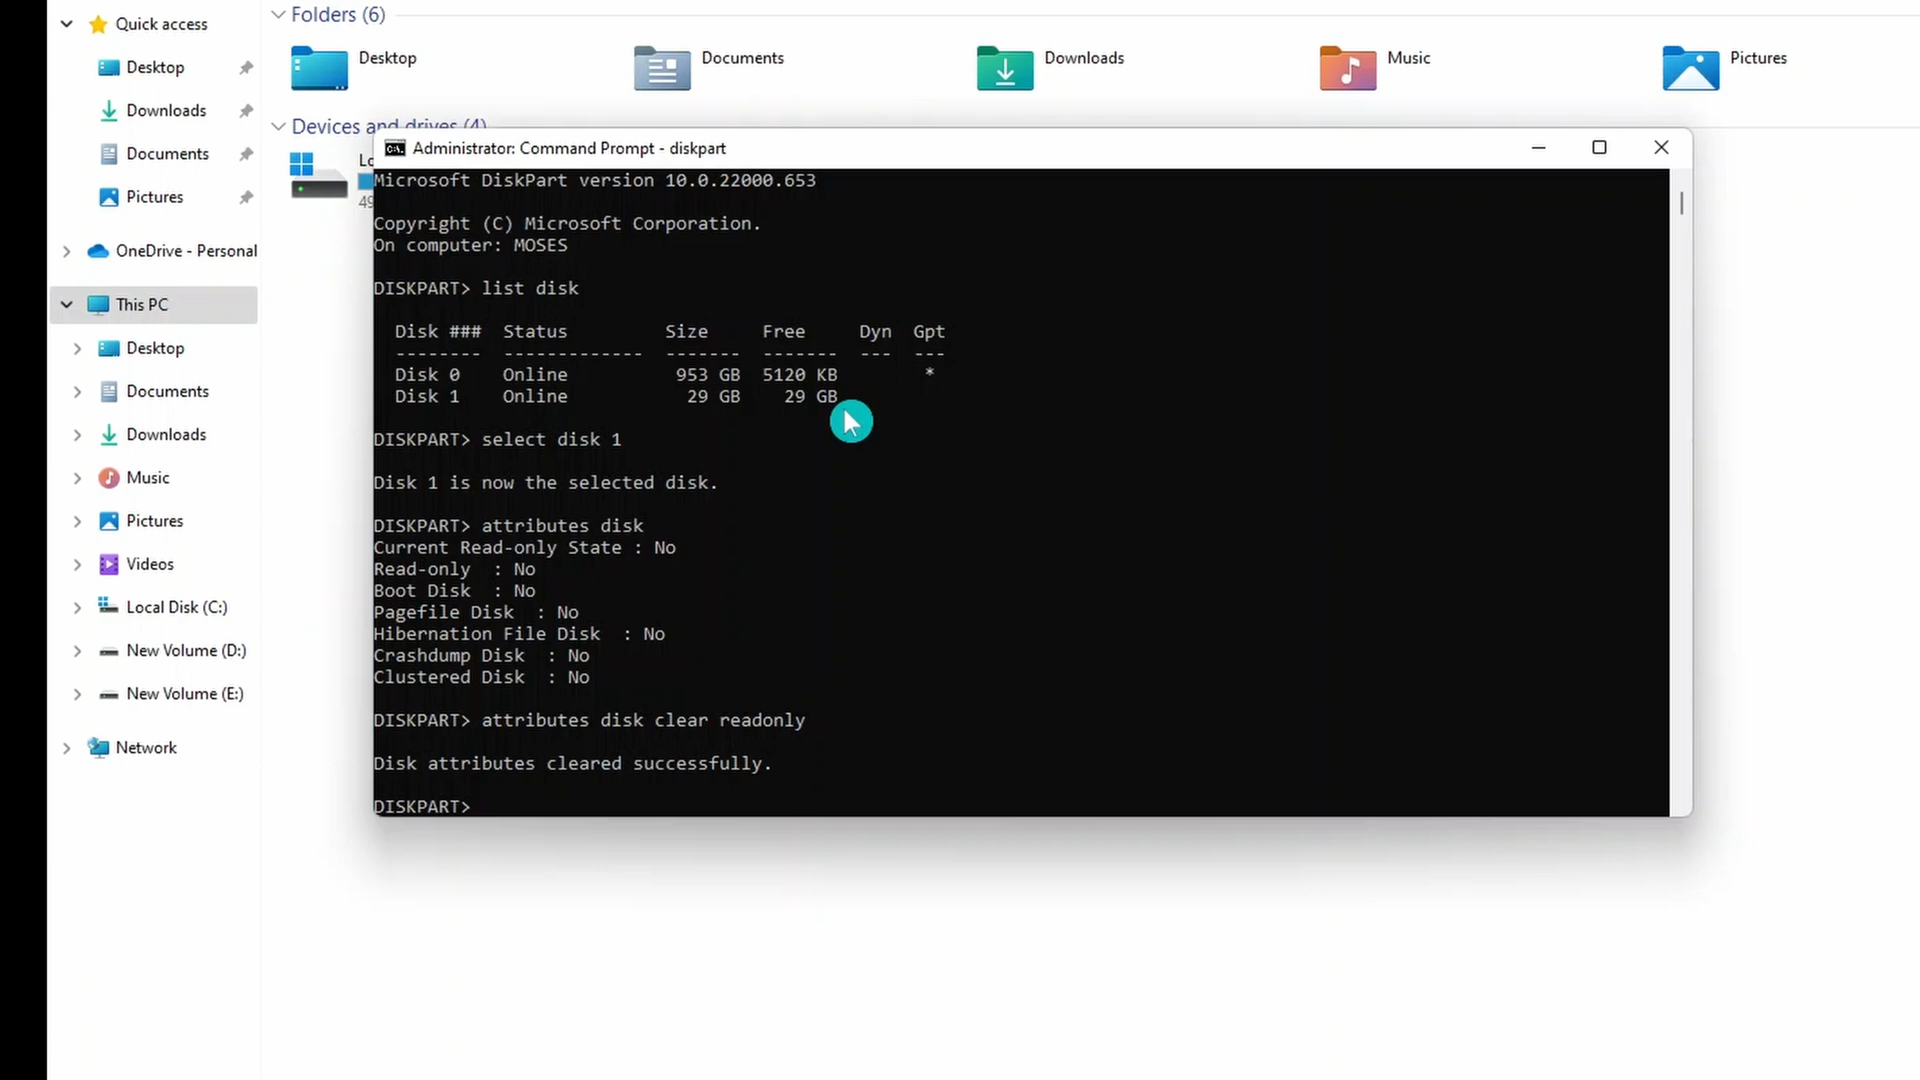 Quick access
Desktop
Downloads
Documents
Pictures
OneDrive - Personal
This PC
Desktop
Documents
Downloads
Music
Pictures
Videos
Local Disk (C:)
New Volume (D:)
New Volume (E:)
Network
Folders (6)
Desktop
Documents
Downloads
Music
Pictures
Devices and drives (4)
Lo
49
Administrator: Command Prompt - diskpart
Microsoft DiskPart version 10.0.22000.653
Copyright (C) Microsoft Corporation.
On computer: MOSES
DISKPART> list disk
Disk ### Status Size Free Dyn Gpt
-------- ------------- ------- ------- --- ---
Disk 0 Online 953 GB 5120 KB *
Disk 1 Online 29 GB 29 GB
DISKPART> select disk 1
Disk 1 is now the selected disk.
DISKPART> attributes disk
Current Read-only State : No
Read-only : No
Boot Disk : No
Pagefile Disk : No
Hibernation File Disk : No
Crashdump Disk : No
Clustered Disk : No
DISKPART> attributes disk clear readonly
Disk attributes cleared successfully.
DISKPART>